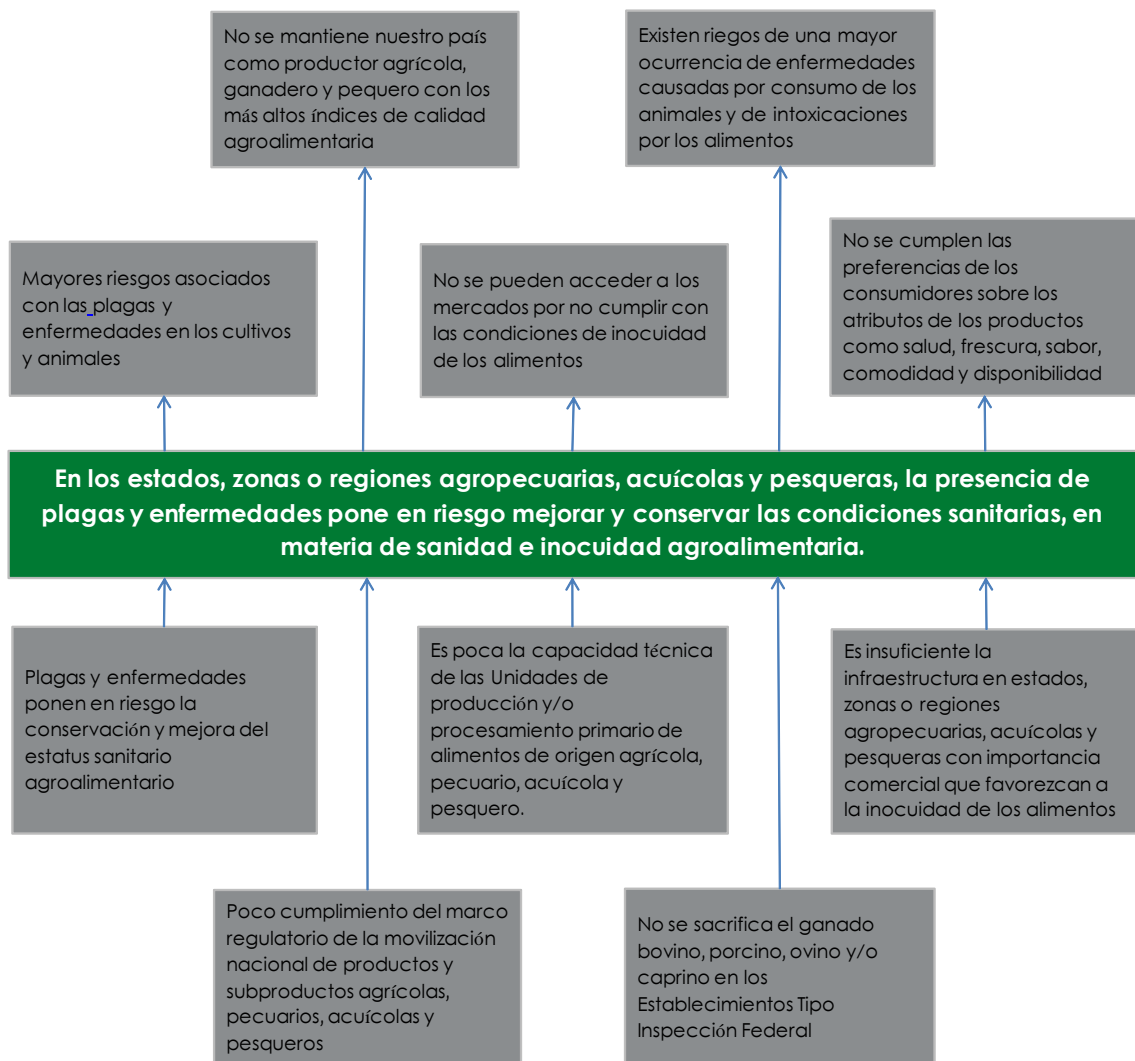 No se mantiene nuestro país
como productor agrícola,
ganadero y pequero con los
más altos índices de calidad
agroalimentaria
Existen riegos de una mayor
ocurrencia de enfermedades
causadas por consumo de los
animales y de intoxicaciones
por los alimentos
Mayores riesgos asociados
con las plagas y
enfermedades en los cultivos
y animales
No se pueden acceder a los
mercados por no cumplir con
las condiciones de inocuidad
de los alimentos
No se cumplen las
preferencias de los
consumidores sobre los
atributos de los productos
como salud, frescura, sabor,
comodidad y disponibilidad
En los estados, zonas o regiones agropecuarias, acuícolas y pesqueras, la presencia de
plagas y enfermedades pone en riesgo mejorar y conservar las condiciones sanitarias, en
materia de sanidad e inocuidad agroalimentaria.
Plagas y enfermedades
ponen en riesgo la
conservación y mejora del
estatus sanitario
agroalimentario
Es poca la capacidad técnica
de las Unidades de
producción y/o
procesamiento primario de
alimentos de origen agrícola,
pecuario, acuícola y
pesquero.
Es insuficiente la
infraestructura en estados,
zonas o regiones
agropecuarias, acuícolas y
pesqueras con importancia
comercial que favorezcan a
la inocuidad de los alimentos
Poco cumplimiento del marco
regulatorio de la movilización
nacional de productos y
subproductos agrícolas,
pecuarios, acuícolas y
pesqueros
No se sacrifica el ganado
bovino, porcino, ovino y/o
caprino en los
Establecimientos Tipo
Inspección Federal